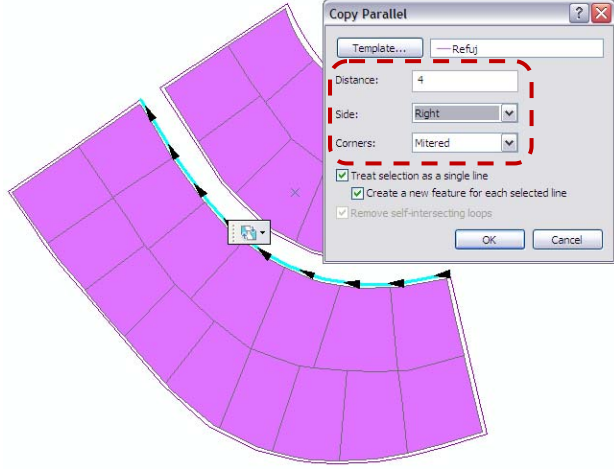 Copy Parallel
Template... Refuj
Distance: 4
Side: Right
Corners: Mitered
Treat selection as a single line
Create a new feature for each selected line
Remove self-intersecting loops
OK Cancel